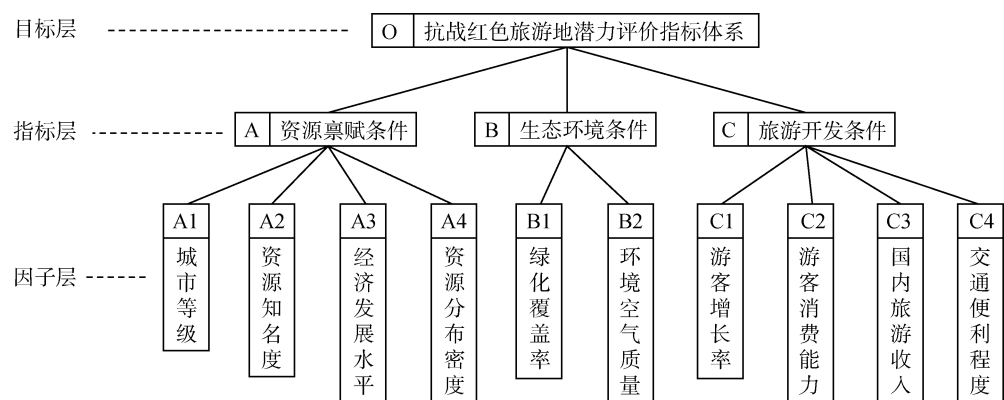 目标层
O 抗战红色旅游地潜力评价指标体系
指标层
A 资源禀赋条件
B 生态环境条件
C 旅游开发条件
因子层
A1 城市等级
A2 资源知名度
A3 经济发展水平
A4 资源分布密度
B1 绿化覆盖率
B2 环境空气质量
C1 游客增长率
C2 游客消费能力
C3 国内旅游收入
C4 交通便利程度